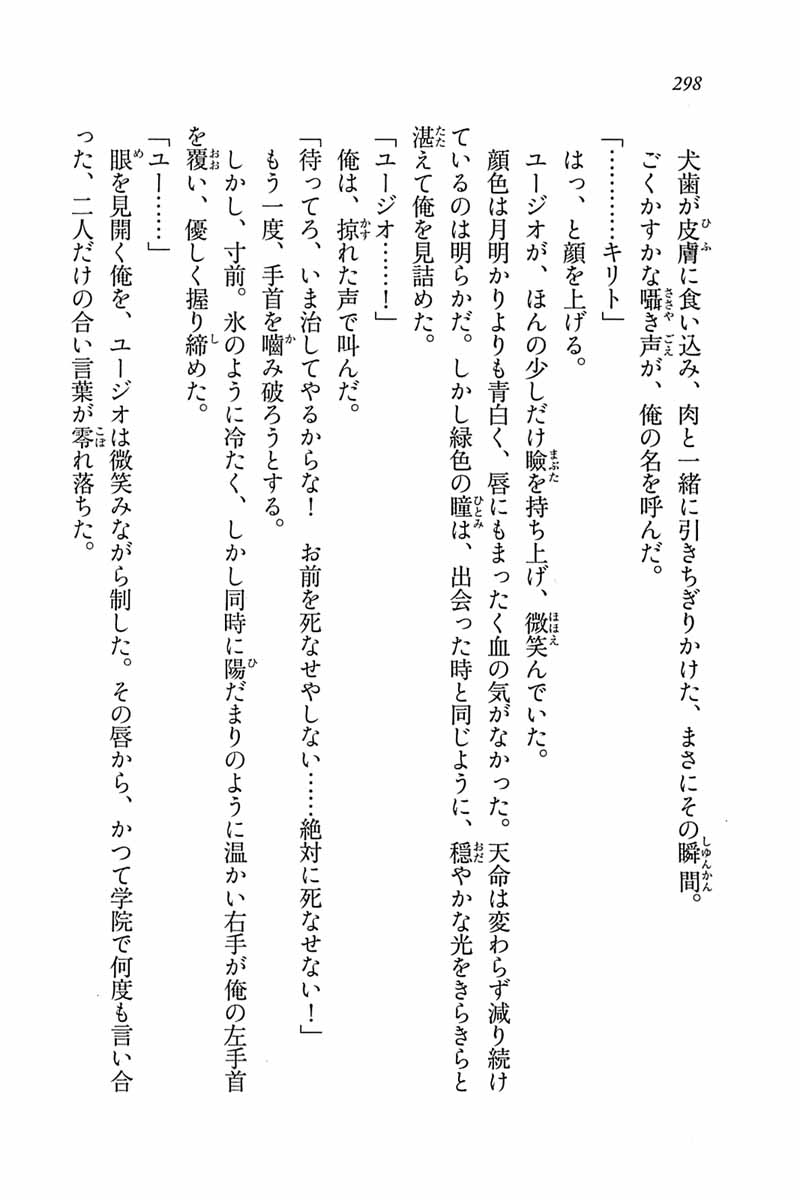 298
犬歯が皮膚に食い込み、肉と一緒に引きちぎりかけた、まさにその瞬間。
ごくかすかな囁き声が、俺の名を呼んだ。
「…………キリト」
はっ、と顔を上げる。
ユージオが、ほんの少しだけ瞼を持ち上げ、微笑んでいた。
顔色は月明かりよりも青白く、唇にもまったく血の気がなかった。天命は変わらず減り続け
ているのは明らかだ。しかし緑色の瞳は、出会った時と同じように、穏やかな光をきらきらと
湛えて俺を見詰めた。
「ユージオ……！」
俺は、掠れた声で叫んだ。
「待ってろ、いま治してやるからな！　お前を死なせやしない……絶対に死なせない！」
もう一度、手首を噛み破ろうとする。
しかし、寸前。氷のように冷たく、しかし同時に陽だまりのように温かい右手が俺の左手首
を覆い、優しく握り締めた。
「ユー……」
眼を見開く俺を、ユージオは微笑みながら制した。その唇から、かつて学院で何度も言い合
った、二人だけの合い言葉が零れ落ちた。